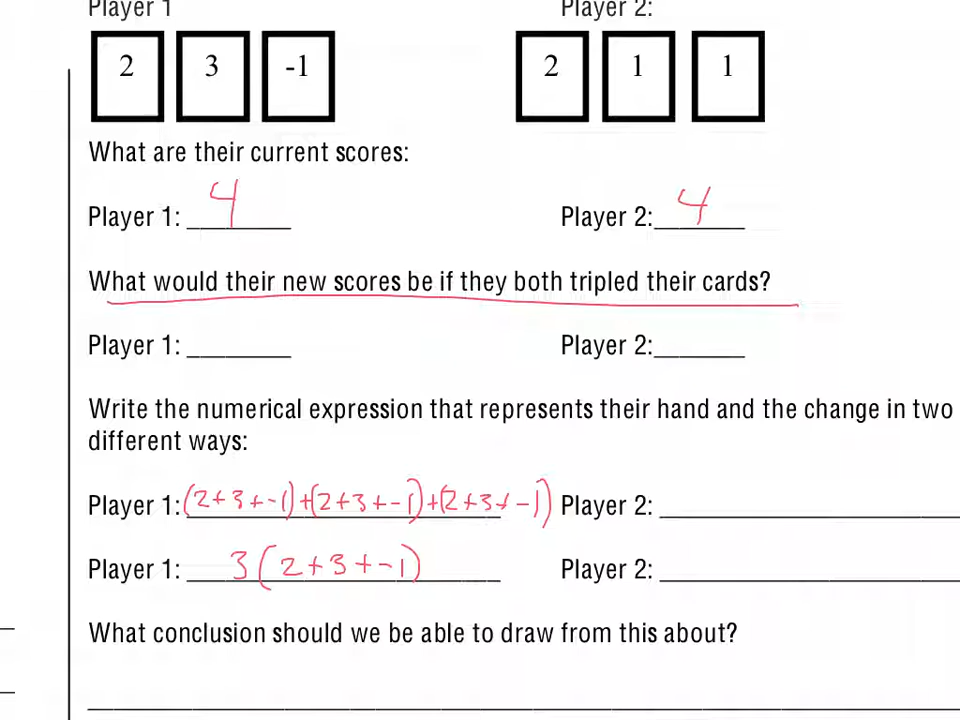 Player 1 Player 2:
2 3 -1 2 1 1
What are their current scores:
Player 1: 4 Player 2: 4
What would their new scores be if they both tripled their cards?
Player 1: ________ Player 2:_______
Write the numerical expression that represents their hand and the change in two
different ways:
Player 1: (2+3+-1)+(2+3+-1)+(2+3+-1) Player 2: ________
Player 1: 3(2+3+-1) Player 2: ________
What conclusion should we be able to draw from this about?